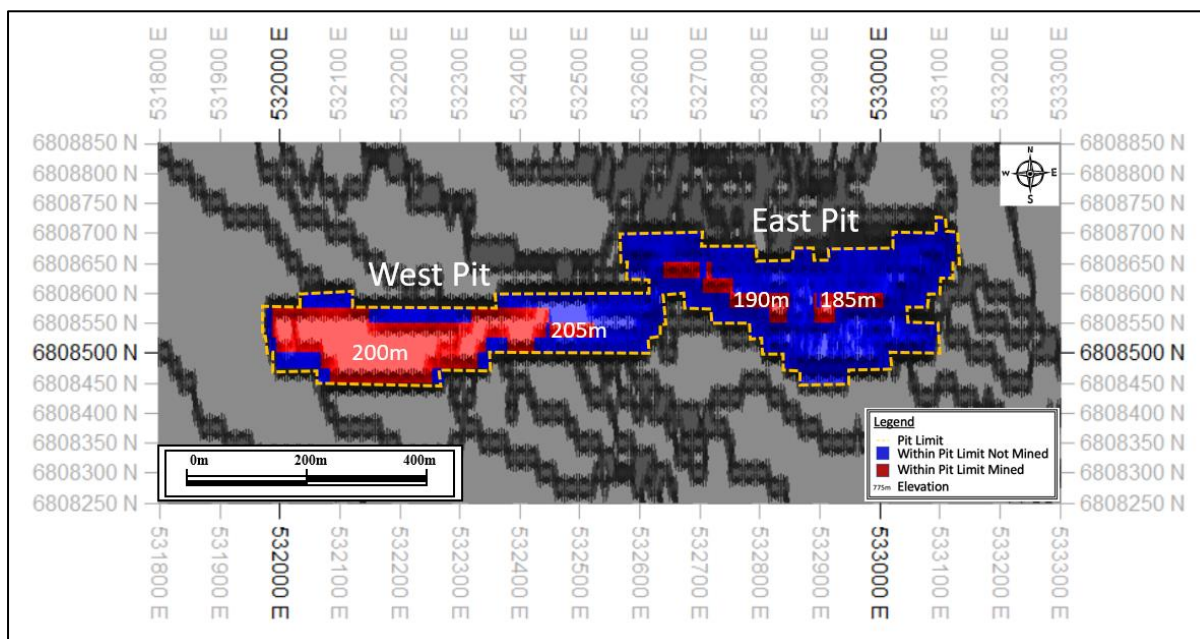 531800 E
531900 E
532000 E
532100 E
532200 E
532300 E
532400 E
532500 E
532600 E
532700 E
532800 E
532900 E
533000 E
533100 E
533200 E
533300 E
6808850 N
6808800 N
6808750 N
6808700 N
6808650 N
6808600 N
6808550 N
6808500 N
6808450 N
6808400 N
6808350 N
6808300 N
6808250 N
N
W E
S
East Pit
West Pit
190m 185m
205m
200m
0m 200m 400m
Legend
Pit Limit
Within Pit Limit Not Mined
Within Pit Limit Mined
775m Elevation
6808850 N
6808800 N
6808750 N
6808700 N
6808650 N
6808600 N
6808550 N
6808500 N
6808450 N
6808400 N
6808350 N
6808300 N
6808250 N
531800 E
531900 E
532000 E
532100 E
532200 E
532300 E
532400 E
532500 E
532600 E
532700 E
532800 E
532900 E
533000 E
533100 E
533200 E
533300 E